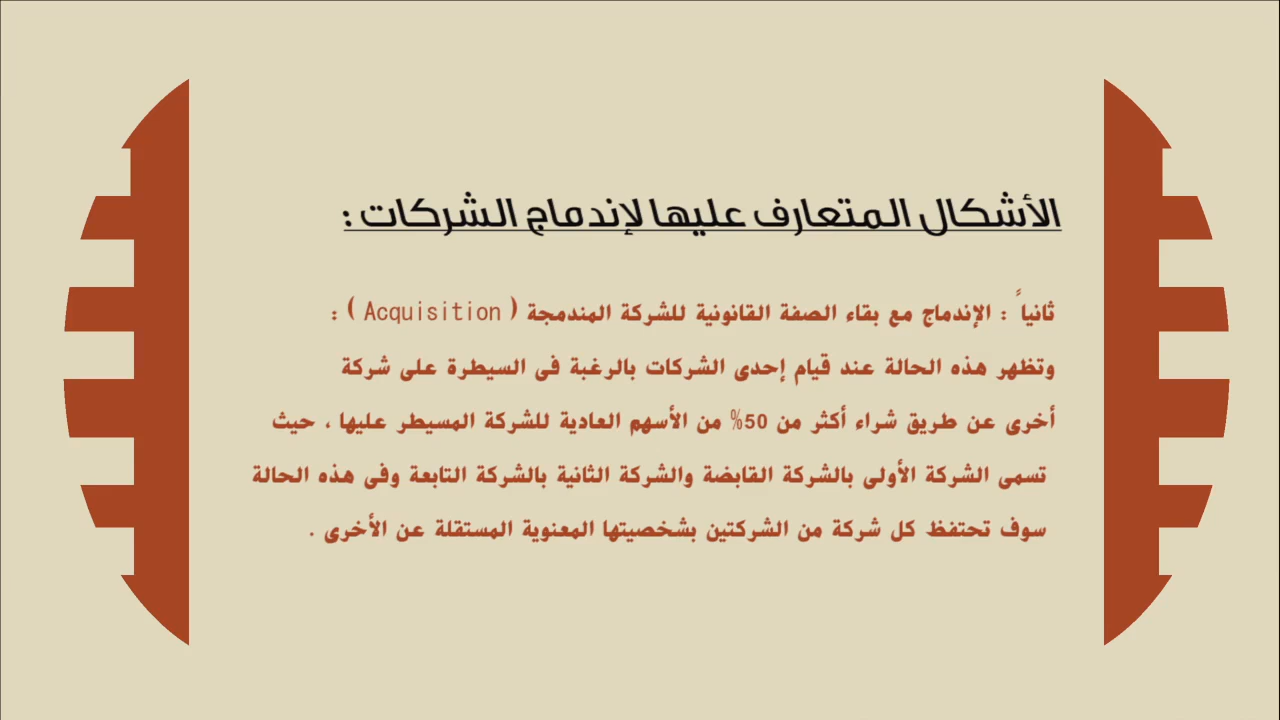 الأشكال المتعارف عليها لإندماج الشركات :
ثانياً : الإندماج مع بقاء الصفة القانونية للشركة المندمجة ( Acquisition ) :
وتظهر هذه الحالة عند قيام إحدى الشركات بالرغبة فى السيطرة على شركة
أخرى عن طريق شراء أكثر من 50% من الأسهم العادية للشركة المسيطر عليها ، حيث
تسمى الشركة الأولى بالشركة القابضة والشركة الثانية بالشركة التابعة وفى هذه الحالة
سوف تحتفظ كل شركة من الشركتين بشخصيتها المعنوية المستقلة عن الأخرى .